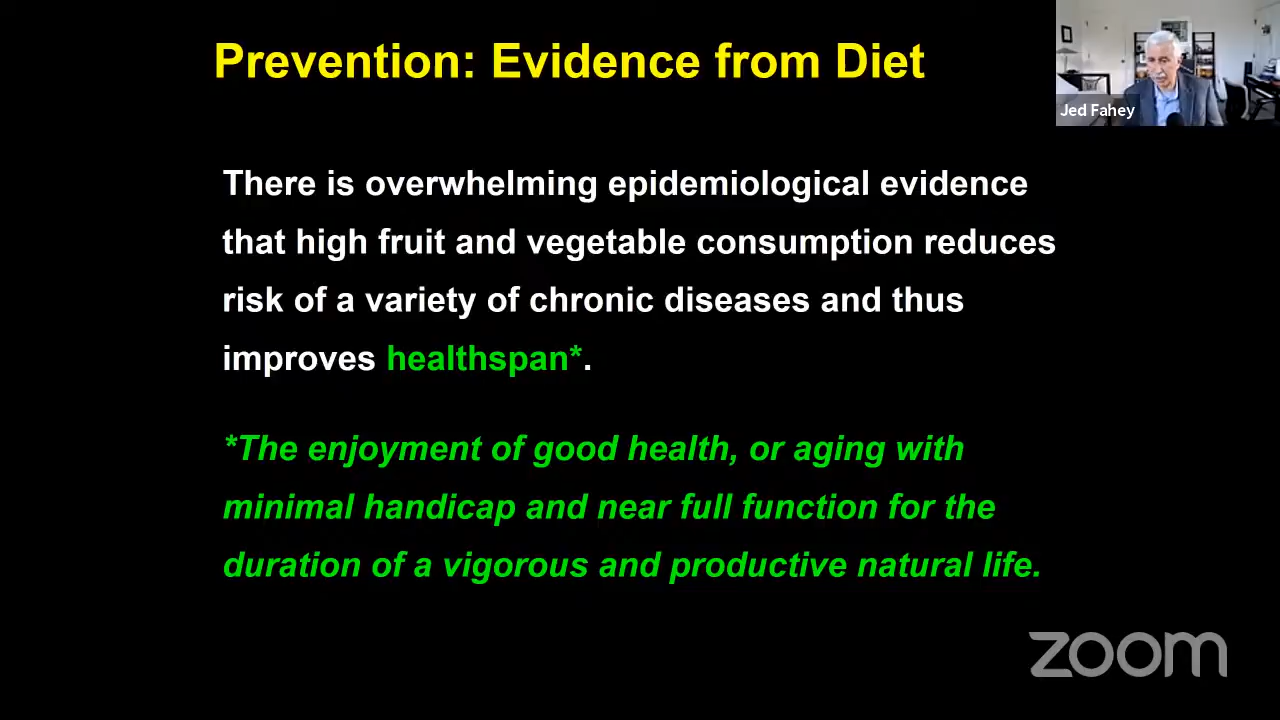 Prevention: Evidence from Diet
Jed Fahey
There is overwhelming epidemiological evidence
that high fruit and vegetable consumption reduces
risk of a variety of chronic diseases and thus
improves healthspan*.
*The enjoyment of good health, or aging with
minimal handicap and near full function for the
duration of a vigorous and productive natural life.
zoom